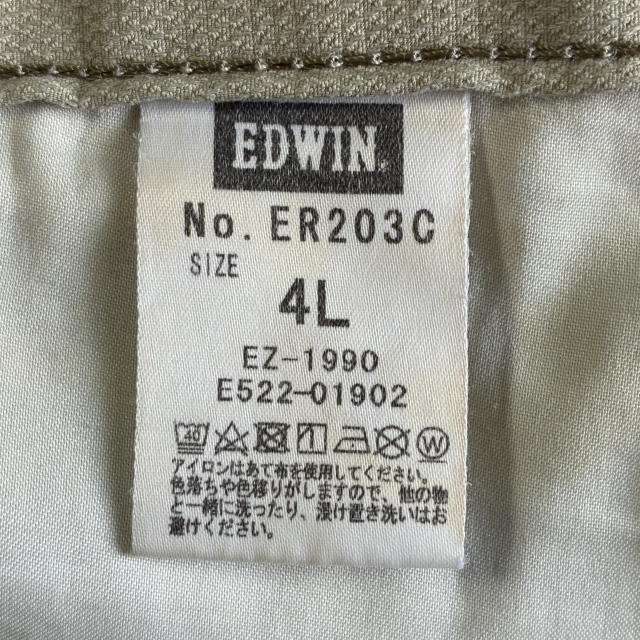 EDWIN
No. ER203C
SIZE
4L
EZ-1990
E522-01902
40
W
アイロンはあて布を使用してください。
色落ちや色移りがしますので、他の物
と一緒に洗ったり、浸け置き洗いはお
避けください。